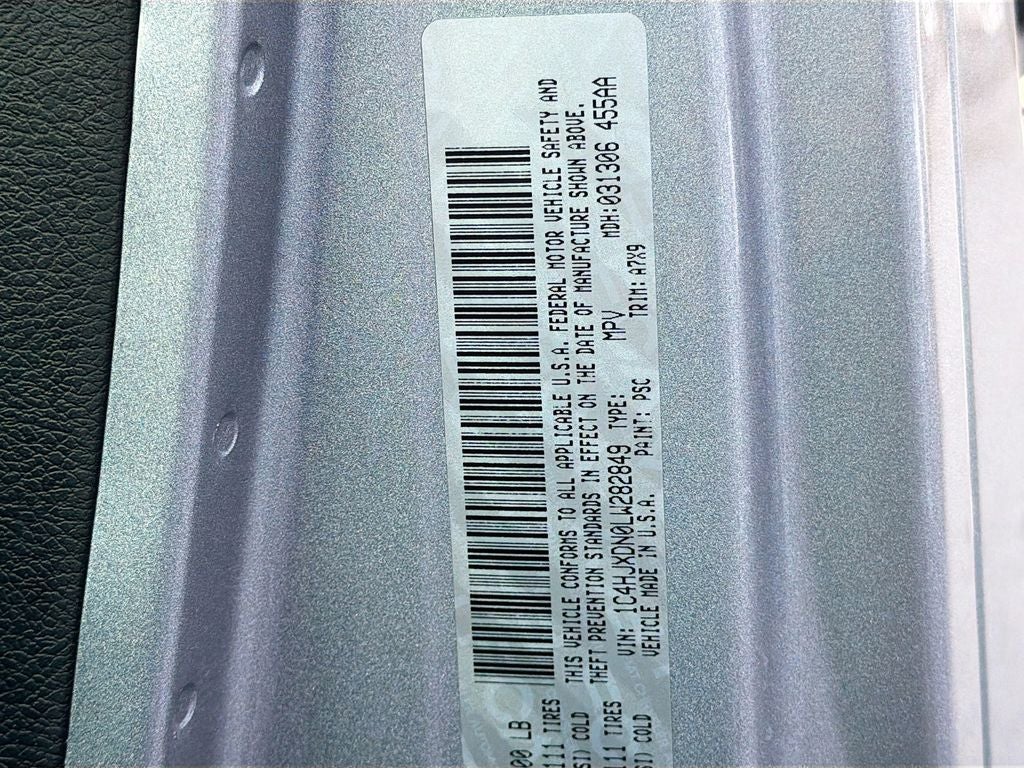 00 LB
111 TIRES
SI) COLD
111 TIRES
SI) COLD
THIS VEHICLE CONFORMS TO ALL APPLICABLE U.S.A. FEDERAL MOTOR VEHICLE SAFETY AND
THEFT PREVENTION STANDARDS IN EFFECT ON THE DATE OF MANUFACTURE SHOWN ABOVE.
VIN: 1C4HJXDN0LW282849 TYPE: MPV MDH:031306 455AA
VEHICLE MADE IN U.S.A. PAINT: PSC TRIM: A7X9